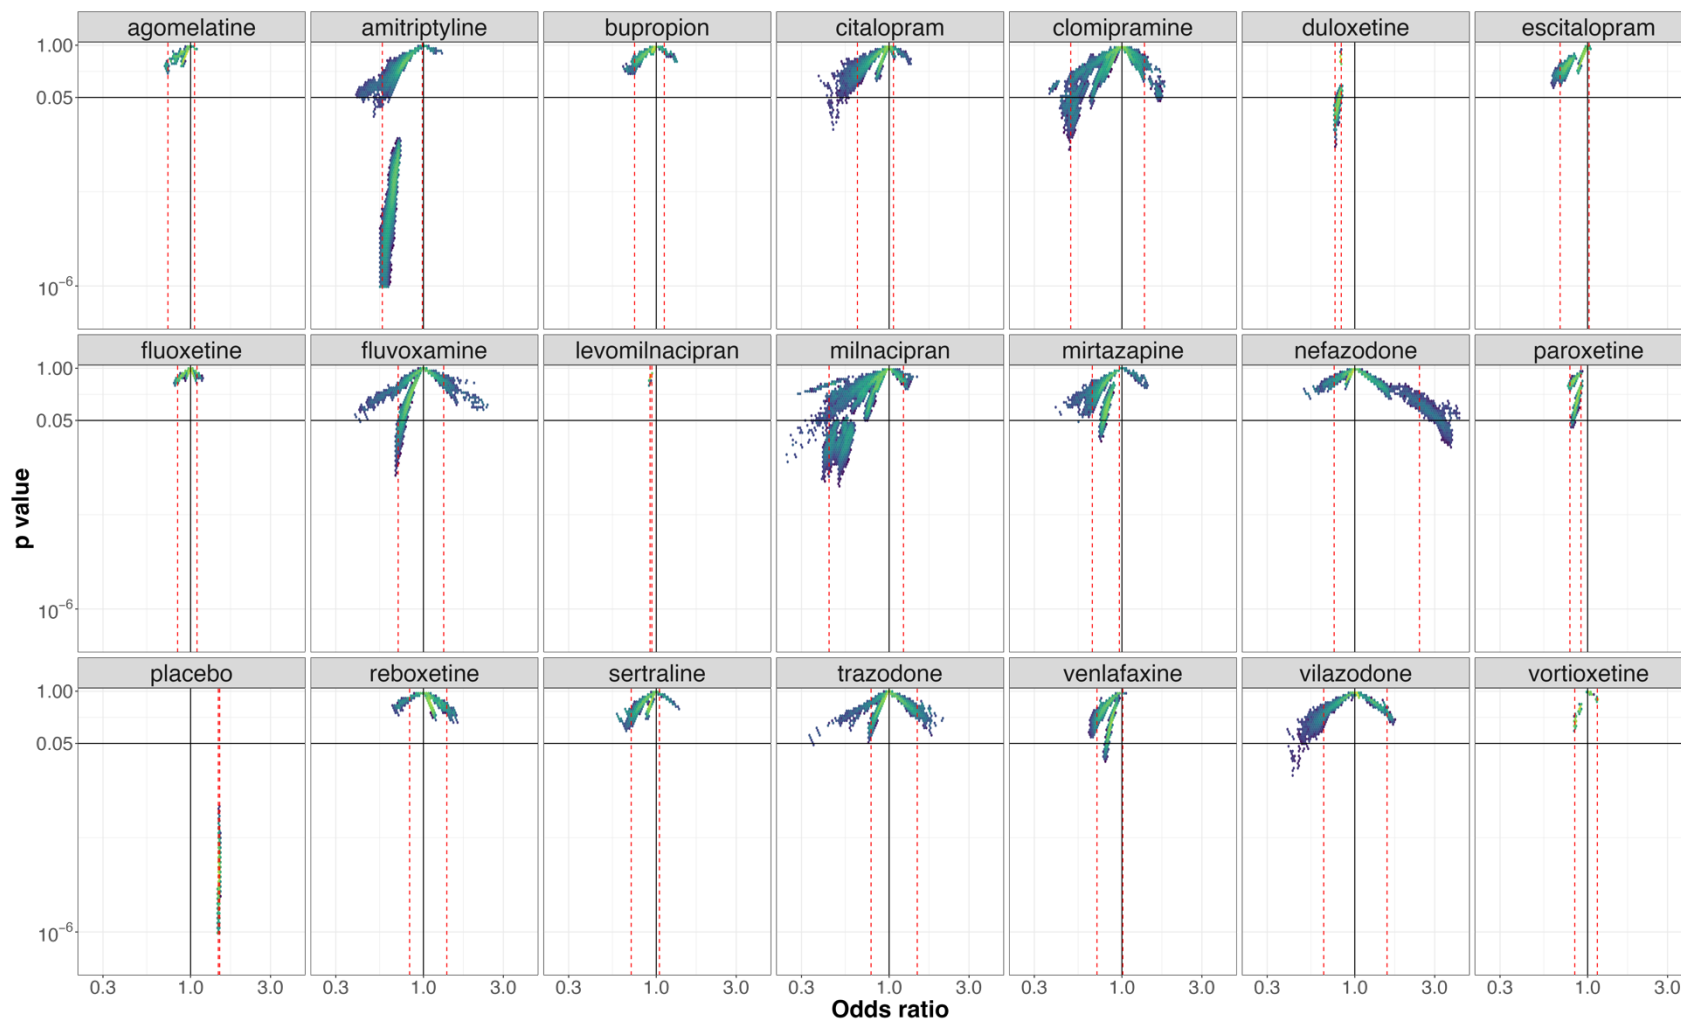 agomelatine amitriptyline bupropion citalopram clomipramine duloxetine escitalopram
1.00
0.05
10⁻⁶
fluoxetine fluvoxamine levomilnacipran milnacipran mirtazapine nefazodone paroxetine
1.00
0.05
10⁻⁶
p value
placebo reboxetine sertraline trazodone venlafaxine vilazodone vortioxetine
1.00
0.05
10⁻⁶
0.3 1.0 3.0 0.3 1.0 3.0 0.3 1.0 3.0 0.3 1.0 3.0 0.3 1.0 3.0 0.3 1.0 3.0 0.3 1.0 3.0
Odds ratio